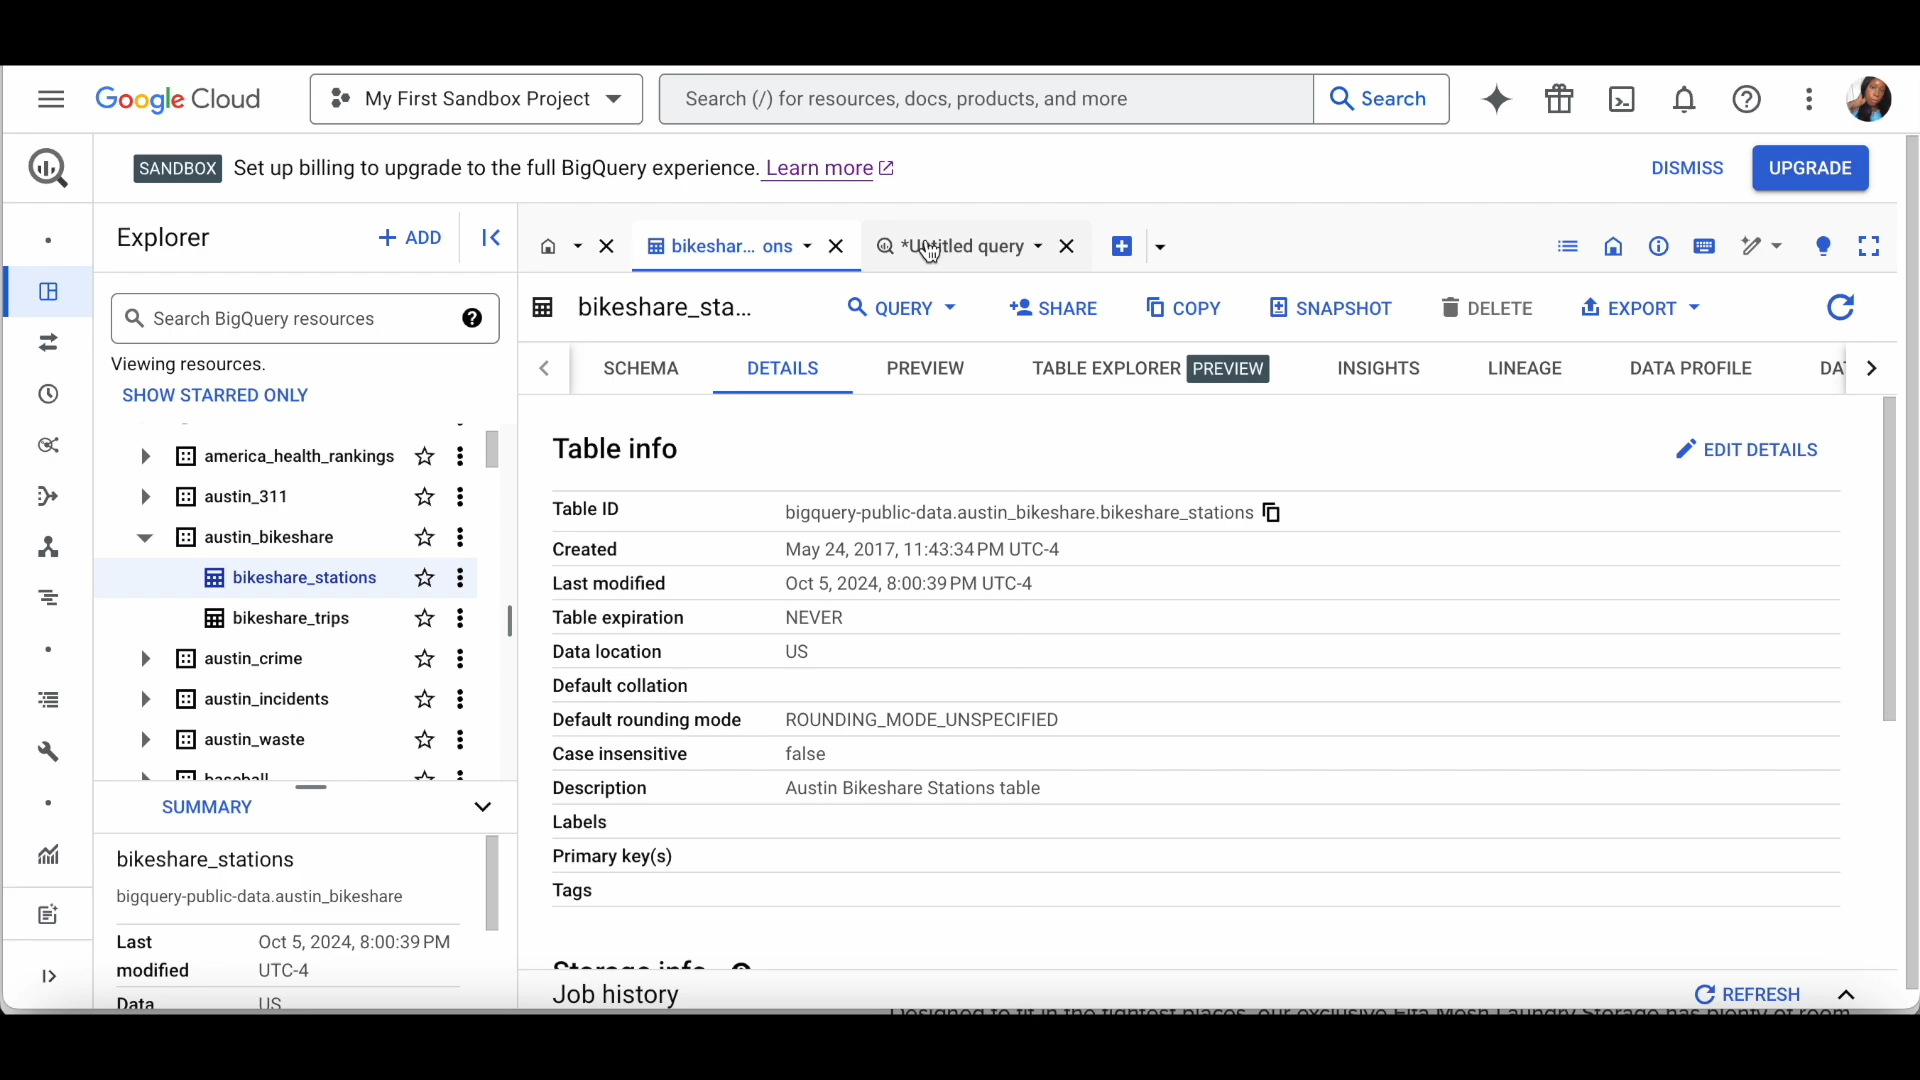 Google Cloud
My First Sandbox Project
Search (/) for resources, docs, products, and more
Search
SANDBOX Set up billing to upgrade to the full BigQuery experience. Learn more
DISMISS
UPGRADE
Explorer
+ ADD
bikeshar... ons
*Untitled query
Search BigQuery resources
Viewing resources.
SHOW STARRED ONLY
america_health_rankings
austin_311
austin_bikeshare
bikeshare_stations
bikeshare_trips
austin_crime
austin_incidents
austin_waste
baseball
SUMMARY
bikeshare_stations
bigquery-public-data.austin_bikeshare
Last modified Oct 5, 2024, 8:00:39 PM UTC-4
Data US
bikeshare_sta...
QUERY
SHARE
COPY
SNAPSHOT
DELETE
EXPORT
SCHEMA
DETAILS
PREVIEW
TABLE EXPLORER PREVIEW
INSIGHTS
LINEAGE
DATA PROFILE
DA
Table info
EDIT DETAILS
Table ID bigquery-public-data.austin_bikeshare.bikeshare_stations
Created May 24, 2017, 11:43:34 PM UTC-4
Last modified Oct 5, 2024, 8:00:39 PM UTC-4
Table expiration NEVER
Data location US
Default collation
Default rounding mode ROUNDING_MODE_UNSPECIFIED
Case insensitive false
Description Austin Bikeshare Stations table
Labels
Primary key(s)
Tags
Storage info
Job history
REFRESH